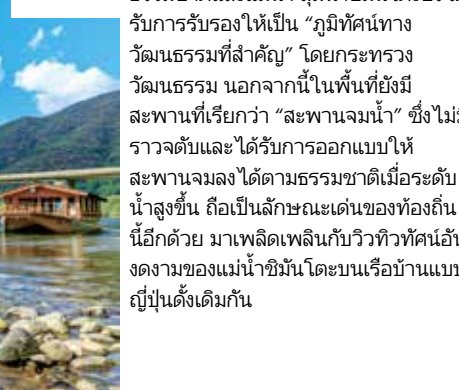 รับการรับรองให้เป็น “ภูมิทัศน์ทาง
วัฒนธรรมที่สำคัญ” โดยกระทรวง
วัฒนธรรม นอกจากนี้ในพื้นที่ยังมี
สะพานที่เรียกว่า “สะพานจมน้ำ” ซึ่ง
ราวจตับและได้รับการออกแบบให้
สะพานจมลงได้ตามธรรมชาติเมื่อระดับ
น้ำสูงขึ้น ถือเป็นลักษณะเด่นของท้องถิ่น
นี้อีกด้วย มาเพลิดเพลินกับวิวทิวทัศน์
งดงามของแม่น้ำชิมันโตะบนเรือบ้าน
ญี่ปุ่นดั้งเดิมกัน